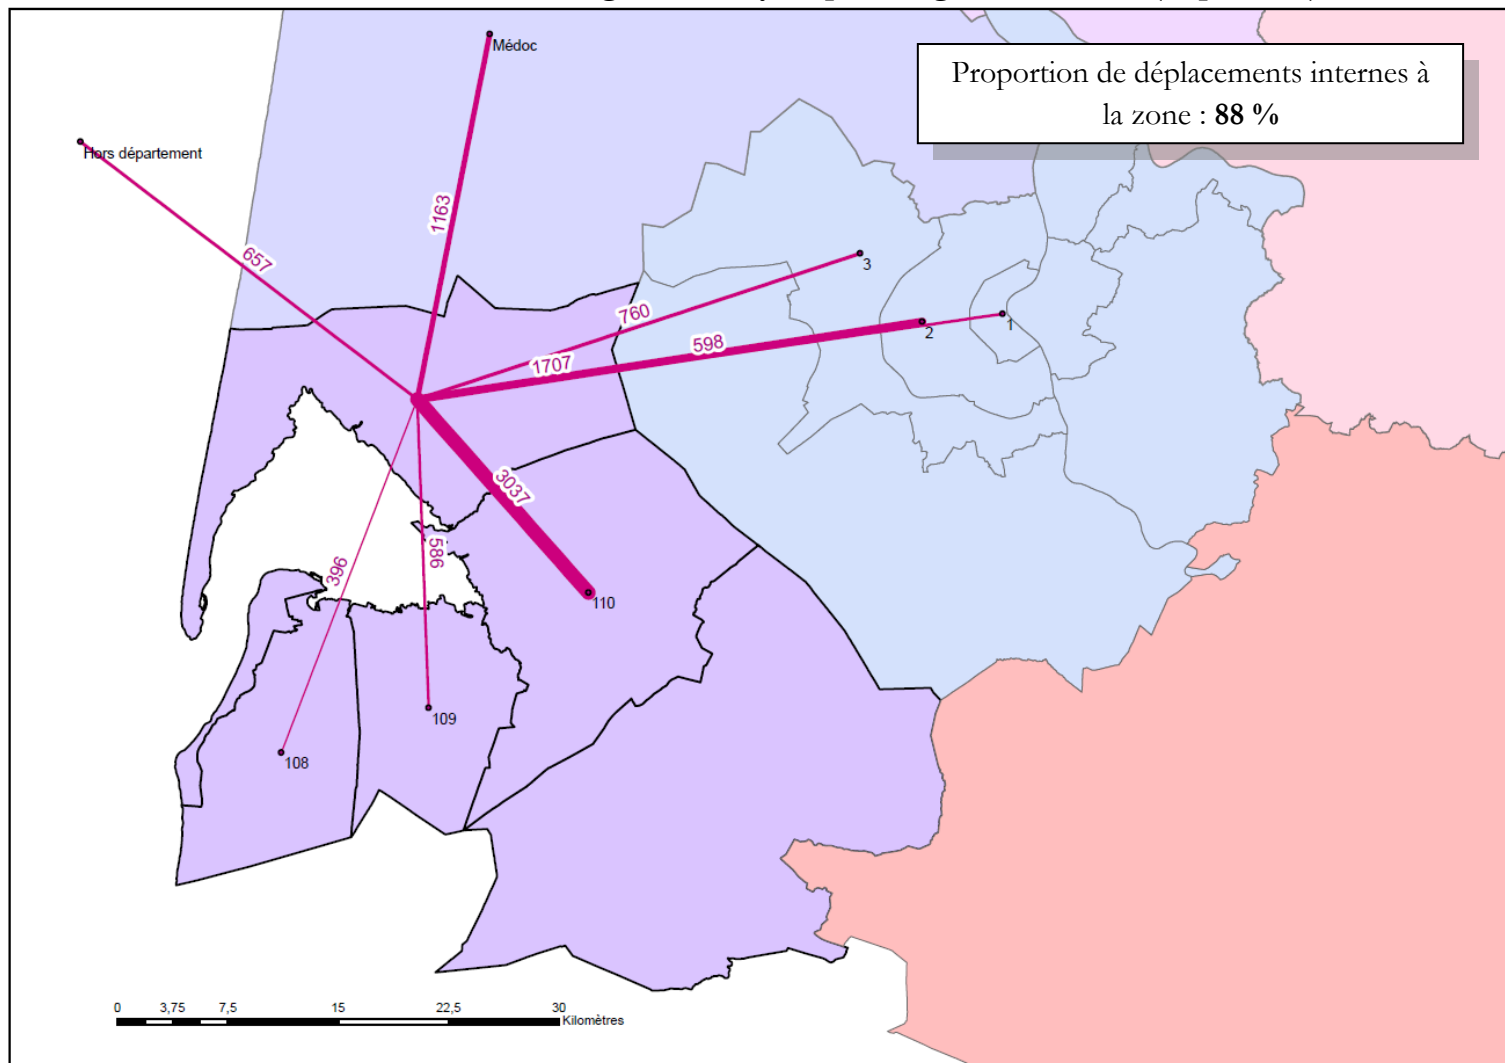 Médoc
Proportion de déplacements internes à
la zone : 88 %
Hors département
1163
657
3
760
1
2
598
1707
3037
586
396
110
109
108
0 3,75 7,5 15 22,5 30
Kilomètres